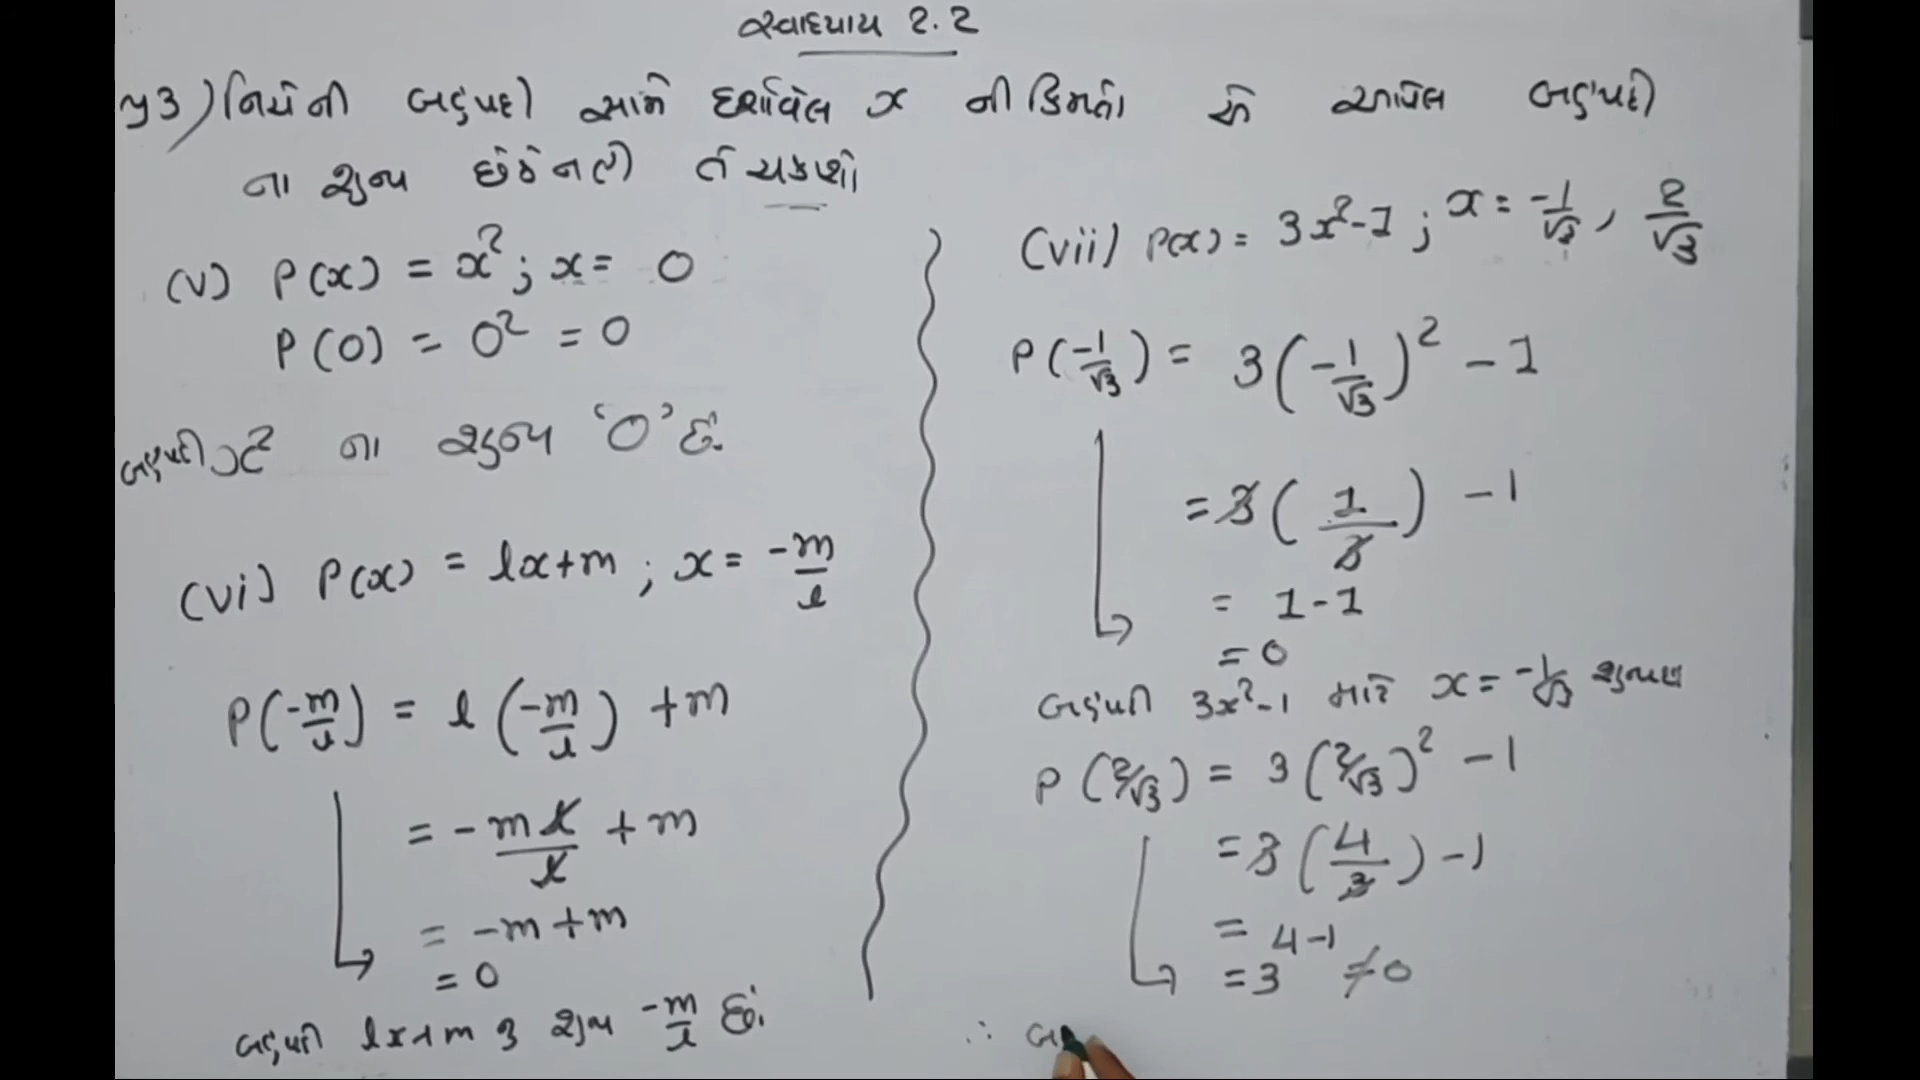 સ્વાધ્યાય 2.2
પ્ર3) નિચેની બહુપદી સામે દર્શાવેલ x ની કિંમતો એ આપેલ બહુપદી
ના શુન્ય છે કે નહી તે ચકાશો
(v) P(x) = x² ; x = 0
P(0) = 0² = 0
બહુપદી x² ના શુન્ય '0' છે.
(vi) P(x) = lx+m ; x = -m/l
P(-m/l) = l(-m/l) +m
= -ml/l +m
= -m+m
= 0
બહુપદી lx+m નુ શુન્ય -m/l છે.
(vii) P(x) = 3x²-1 ; x = -1/√3 , 2/√3
P(-1/√3) = 3(-1/√3)² - 1
= 3(1/3) - 1
= 1-1
= 0
બહુપદી 3x²-1 માટે x = -1/√3 શુન્ય છે
P(2/√3) = 3(2/√3)² - 1
= 3(4/3) - 1
= 4-1
= 3 ≠ 0
∴ બ